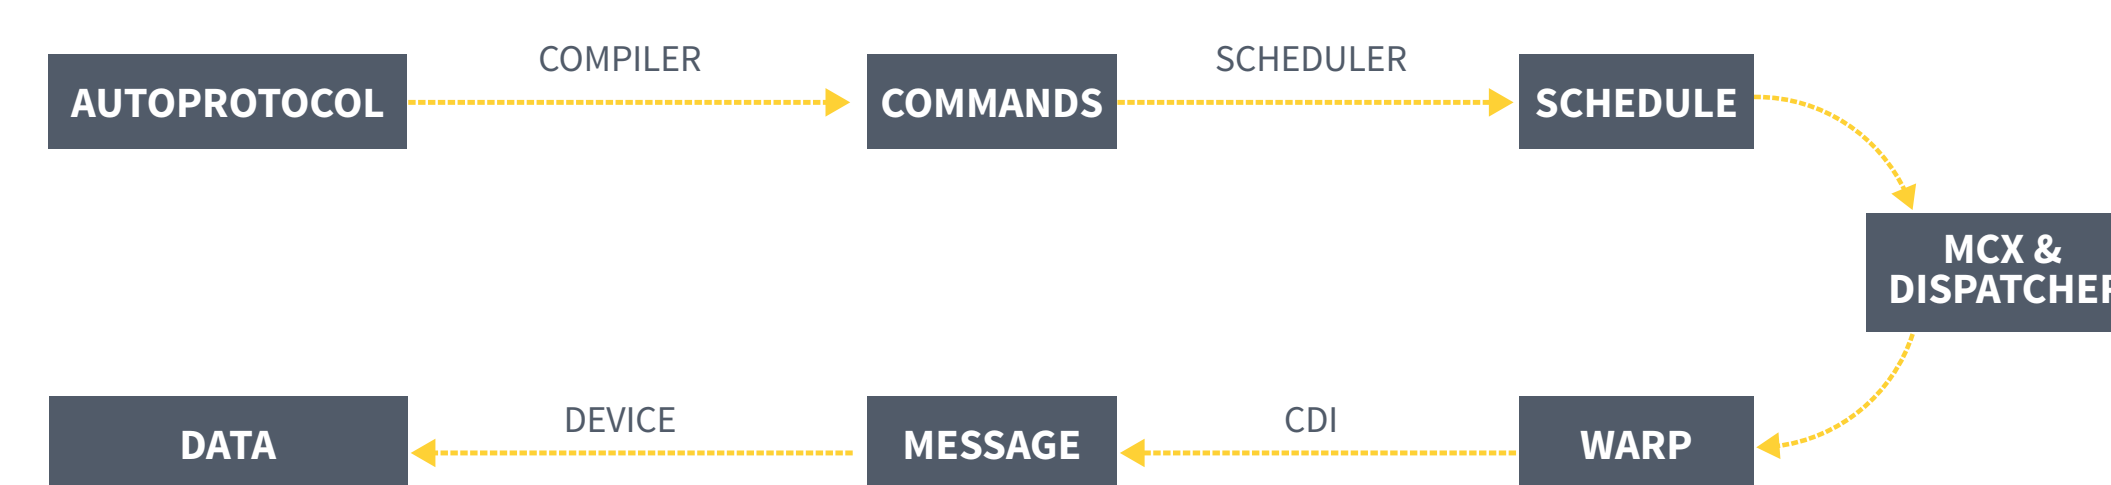 COMPILER
SCHEDULER
AUTOPROTOCOL
COMMANDS
SCHEDULE
MCX &
DISPATCHER
DEVICE
CDI
DATA
MESSAGE
WARP